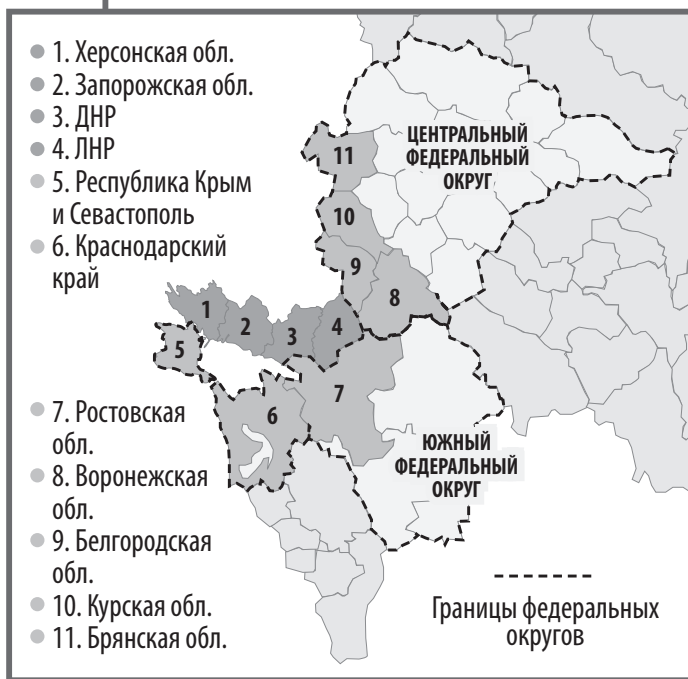 1. Херсонская обл.
2. Запорожская обл.
3. ДНР
4. ЛНР
5. Республика Крым
и Севастополь
6. Краснодарский
край
7. Ростовская
обл.
8. Воронежская
обл.
9. Белгородская
обл.
10. Курская обл.
11. Брянская обл.
ЦЕНТРАЛЬНЫЙ
ФЕДЕРАЛЬНЫЙ
ОКРУГ
11
10
9
8
1
2
3
4
5
6
7
ЮЖНЫЙ
ФЕДЕРАЛЬНЫЙ
ОКРУГ
Границы федеральных
округов